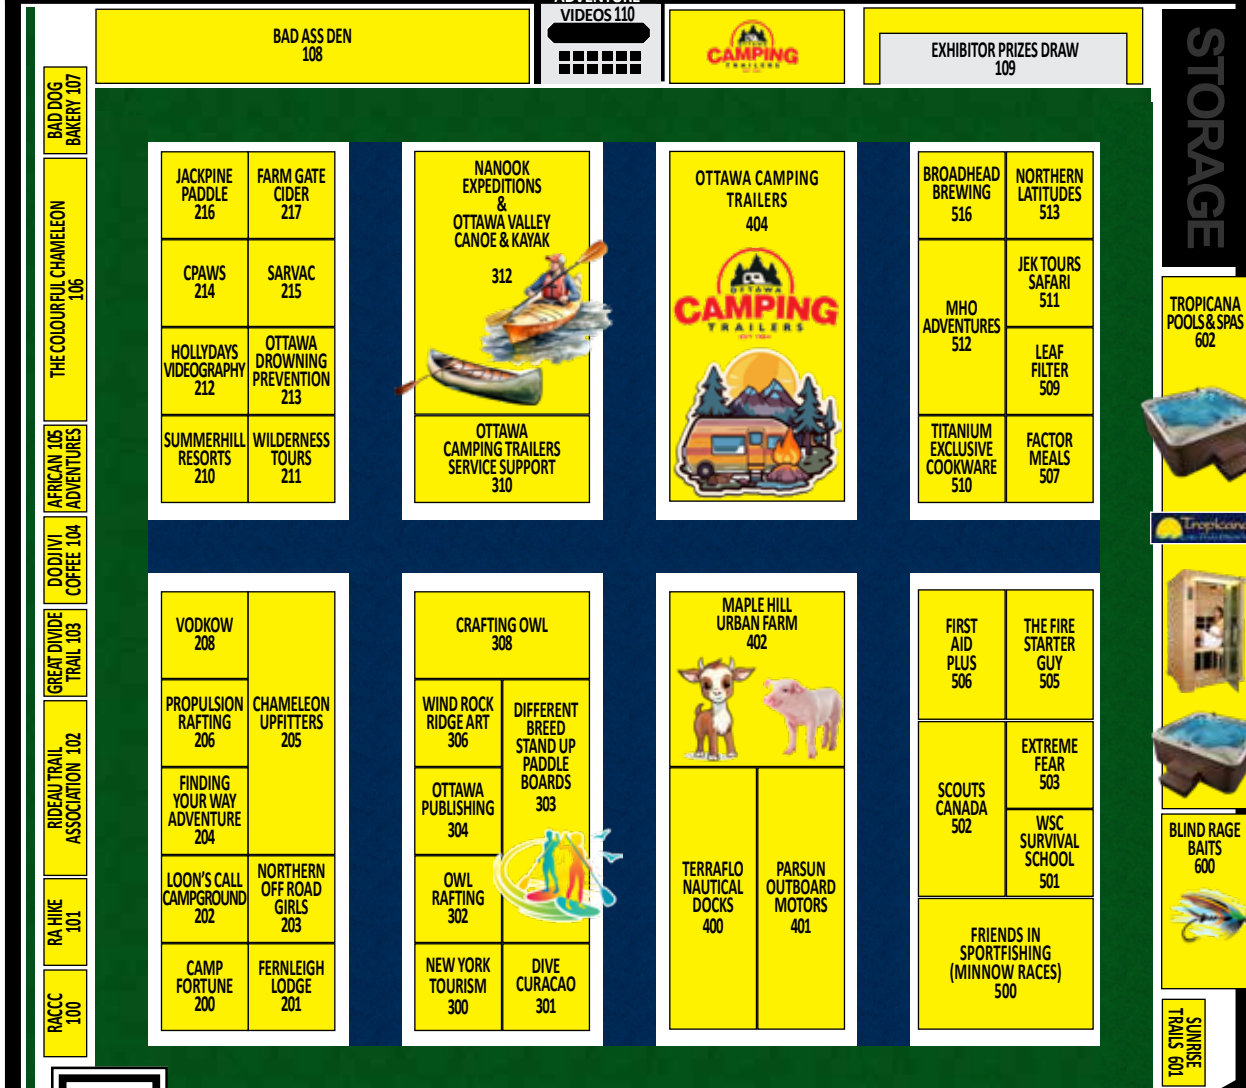 ADVENTURE
VIDEOS 110
BAD ASS DEN
108
OTTAWA
CAMPING
TRAILERS
EXHIBITOR PRIZES DRAW
109
STORAGE
BAD DOG
BAKERY 107
THE COLOURFUL CHAMELEON
106
AFRICAN 105
ADVENTURES
DODJIVI
COFFEE 104
GREAT DIVIDE
TRAIL 103
RIDEAU TRAIL
ASSOCIATION 102
RA HIKE
101
RACCC
100
JACKPINE
PADDLE
216
FARM GATE
CIDER
217
CPAWS
214
SARVAC
215
HOLLYDAYS
VIDEOGRAPHY
212
OTTAWA
DROWNING
PREVENTION
213
SUMMERHILL
RESORTS
210
WILDERNESS
TOURS
211
NANOOK
EXPEDITIONS
&
OTTAWA VALLEY
CANOE & KAYAK
312
OTTAWA
CAMPING TRAILERS
SERVICE SUPPORT
310
OTTAWA CAMPING
TRAILERS
404
OTTAWA
CAMPING
TRAILERS
BROADHEAD
BREWING
516
NORTHERN
LATITUDES
513
MHO
ADVENTURES
512
JEK TOURS
SAFARI
511
LEAF
FILTER
509
TITANIUM
EXCLUSIVE
COOKWARE
510
FACTOR
MEALS
507
TROPICANA
POOLS & SPAS
602
Tropicana
VODKOW
208
PROPULSION
RAFTING
206
CHAMELEON
UPFITTERS
205
FINDING
YOUR WAY
ADVENTURE
204
LOON'S CALL
CAMPGROUND
202
NORTHERN
OFF ROAD
GIRLS
203
CAMP
FORTUNE
200
FERNLEIGH
LODGE
201
CRAFTING OWL
308
WIND ROCK
RIDGE ART
306
DIFFERENT
BREED
STAND UP
PADDLE
BOARDS
303
OTTAWA
PUBLISHING
304
OWL
RAFTING
302
NEW YORK
TOURISM
300
DIVE
CURACAO
301
MAPLE HILL
URBAN FARM
402
TERRAFLO
NAUTICAL
DOCKS
400
PARSUN
OUTBOARD
MOTORS
401
FIRST
AID
PLUS
506
THE FIRE
STARTER
GUY
505
SCOUTS
CANADA
502
EXTREME
FEAR
503
WSC
SURVIVAL
SCHOOL
501
FRIENDS IN
SPORTFISHING
(MINNOW RACES)
500
BLIND RAGE
BAITS
600
SUNRISE
TRAILS 601